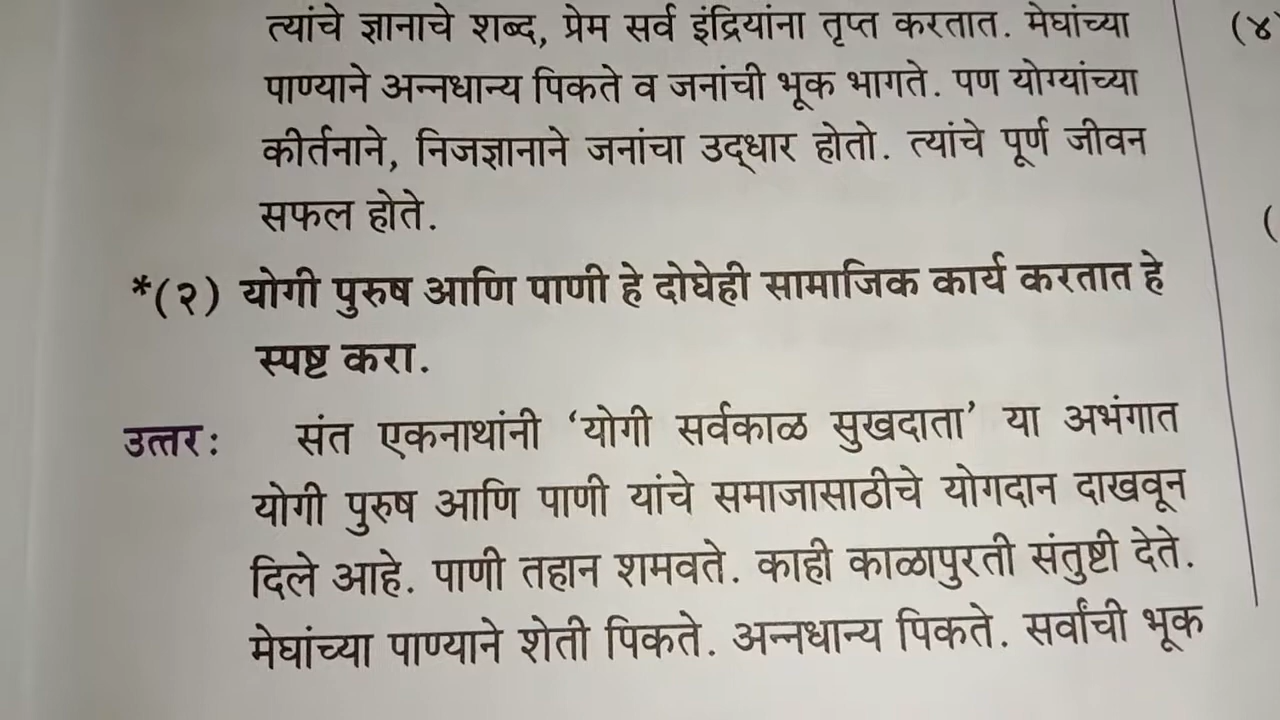 त्यांचे ज्ञानाचे शब्द, प्रेम सर्व इंद्रियांना तृप्त करतात. मेघांच्या
पाण्याने अन्नधान्य पिकते व जनांची भूक भागते. पण योग्यांच्या
कीर्तनाने, निजज्ञानाने जनांचा उद्‌धार होतो. त्यांचे पूर्ण जीवन
सफल होते.
*(२) योगी पुरुष आणि पाणी हे दोघेही सामाजिक कार्य करतात हे
स्पष्ट करा.
उत्तर: संत एकनाथांनी ‘योगी सर्वकाळ सुखदाता’ या अभंगात
योगी पुरुष आणि पाणी यांचे समाजासाठीचे योगदान दाखवून
दिले आहे. पाणी तहान शमवते. काही काळापुरती संतुष्टी देते.
मेघांच्या पाण्याने शेती पिकते. अन्नधान्य पिकते. सर्वांची भूक
(४
(